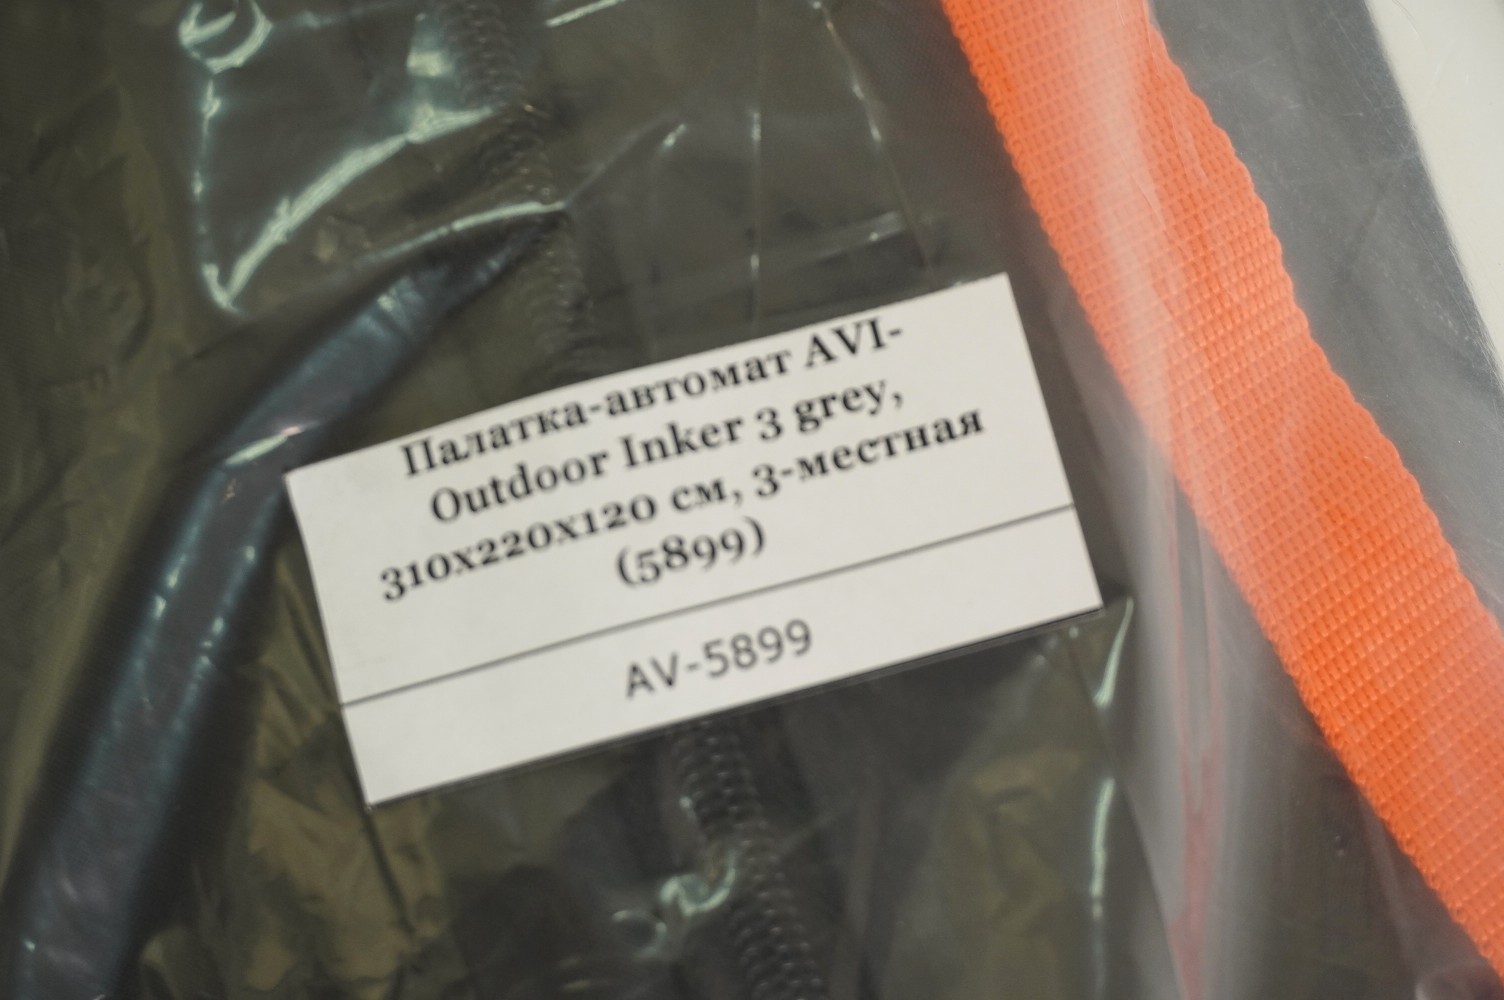 Палатка-автомат AVI-
Outdoor Inker 3 grey,
310x220x120 см, 3-местная
(5899)
AV-5899